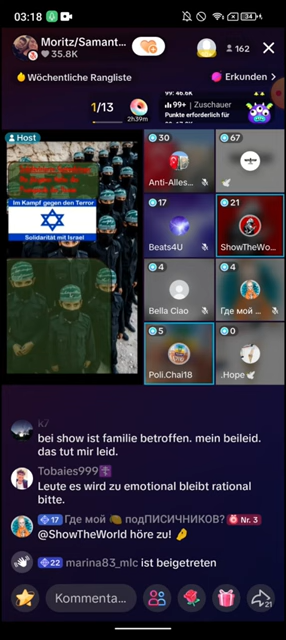 03:18
34
Moritz/Samant...
35.8K
162
Wöchentliche Rangliste
Erkunden
1/13
2h39m
99+ | Zuschauer
Punkte erforderlich für
Host
Im Kampf gegen den Terror
Solidarität mit Israel
30
Anti-Alles...
67
17
Beats4U
21
ShowTheWo...
4
Bella Ciao
4
Где мой ...
5
Poli.Chai18
0
.Hope
k7
bei show ist familie betroffen. mein beileid.
das tut mir leid.
Tobaies999
Leute es wird zu emotional bleibt rational
bitte.
17 Где мой 🍋 подПИСИЧНИКОВ? Nr. 3
@ShowTheWorld höre zu! 🤌
22 marina83_mlc ist beigetreten
Kommenta...
21